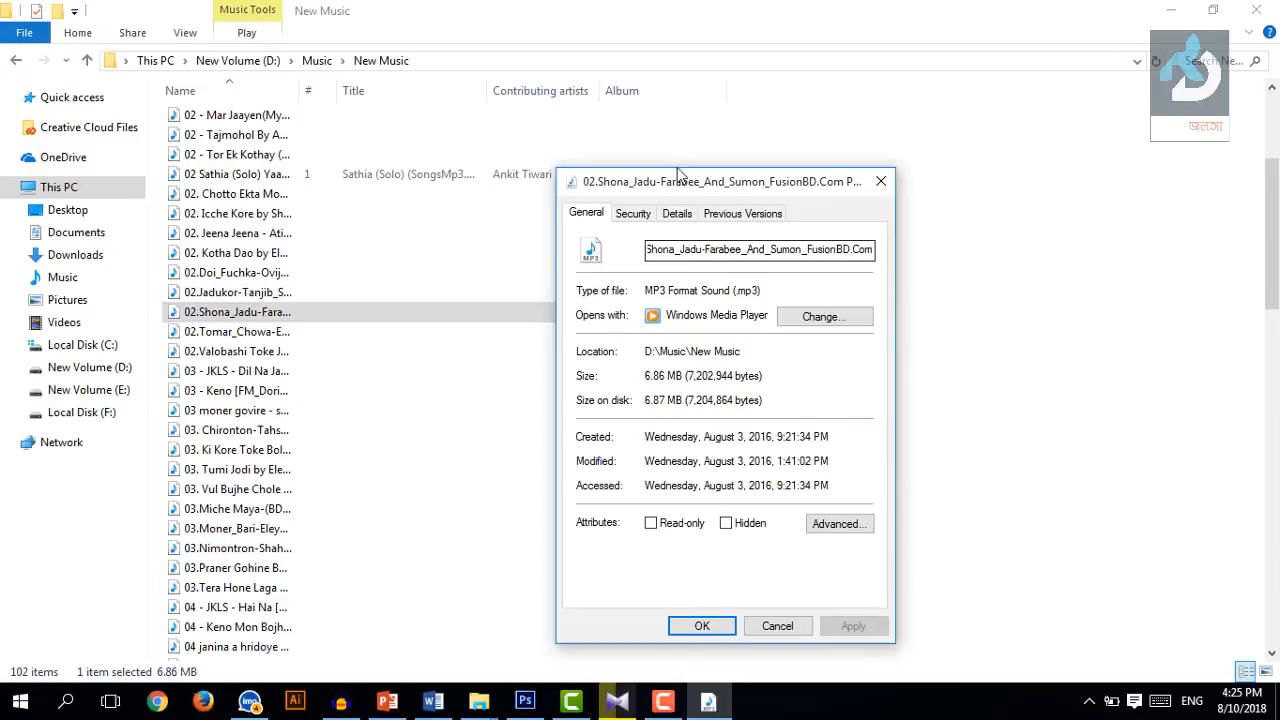 Music Tools
New Music
File
Home
Share
View
Play
This PC
New Volume (D:)
Music
New Music
Search Ne...
জলসা
Name
#
Title
Contributing artists
Album
Quick access
Creative Cloud Files
OneDrive
This PC
Desktop
Documents
Downloads
Music
Pictures
Videos
Local Disk (C:)
New Volume (D:)
New Volume (E:)
Local Disk (F:)
Network
02 - Mar Jaayen(My...
02 - Tajmohol By A...
02 - Tor Ek Kothay (...
02 Sathia (Solo) Yaa...
1
Sathia (Solo) (SongsMp3....
Ankit Tiwari
02. Chotto Ekta Mo...
02. Icche Kore by Sh...
02. Jeena Jeena - Ati...
02. Kotha Dao by El...
02.Doi_Fuchka-Ovij...
02.Jadukor-Tanjib_S...
02.Shona_Jadu-Fara...
02.Tomar_Chowa-E...
02.Valobashi Toke J...
03 - JKLS - Dil Na Ja...
03 - Keno [FM_Dori...
03 moner govire - s...
03. Chironton-Tahs...
03. Ki Kore Toke Bol...
03. Tumi Jodi by Ele...
03. Vul Bujhe Chole ...
03.Miche Maya-(BD...
03.Moner_Bari-Eley...
03.Nimontron-Shah...
03.Praner Gohine B...
03.Tera Hone Laga ...
04 - JKLS - Hai Na [...
04 - Keno Mon Bojh...
04 janina a hridoye ...
02.Shona_Jadu-Farabee_And_Sumon_FusionBD.Com P...
General
Security
Details
Previous Versions
MP3
Shona_Jadu-Farabee_And_Sumon_FusionBD.Com
Type of file:
MP3 Format Sound (.mp3)
Opens with:
Windows Media Player
Change...
Location:
D:\Music\New Music
Size:
6.86 MB (7,202,944 bytes)
Size on disk:
6.87 MB (7,204,864 bytes)
Created:
Wednesday, August 3, 2016, 9:21:34 PM
Modified:
Wednesday, August 3, 2016, 1:41:02 PM
Accessed:
Wednesday, August 3, 2016, 9:21:34 PM
Attributes:
Read-only
Hidden
Advanced...
OK
Cancel
Apply
102 items
1 item selected 6.86 MB
ENG
4:25 PM
8/10/2018